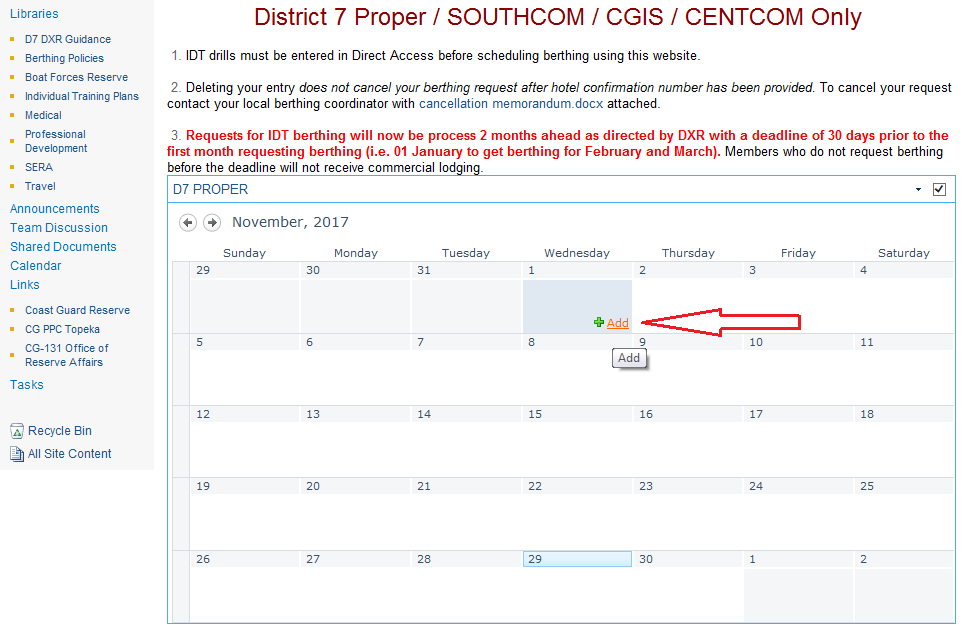 Libraries
D7 DXR Guidance
Berthing Policies
Boat Forces Reserve
Individual Training Plans
Medical
Professional
Development
SERA
Travel
Announcements
Team Discussion
Shared Documents
Calendar
Links
Coast Guard Reserve
CG PPC Topeka
CG-131 Office of
Reserve Affairs
Tasks
Recycle Bin
All Site Content
District 7 Proper / SOUTHCOM / CGIS / CENTCOM Only
1. IDT drills must be entered in Direct Access before scheduling berthing using this website.
2. Deleting your entry does not cancel your berthing request after hotel confirmation number has been provided. To cancel your request
contact your local berthing coordinator with cancellation memorandum.docx attached.
3. Requests for IDT berthing will now be process 2 months ahead as directed by DXR with a deadline of 30 days prior to the
first month requesting berthing (i.e. 01 January to get berthing for February and March). Members who do not request berthing
before the deadline will not receive commercial lodging.
D7 PROPER
November, 2017
Sunday Monday Tuesday Wednesday Thursday Friday Saturday
29 30 31 1 2 3 4
Add
5 6 7 8 9 10 11
Add
12 13 14 15 16 17 18
19 20 21 22 23 24 25
26 27 28 29 30 1 2